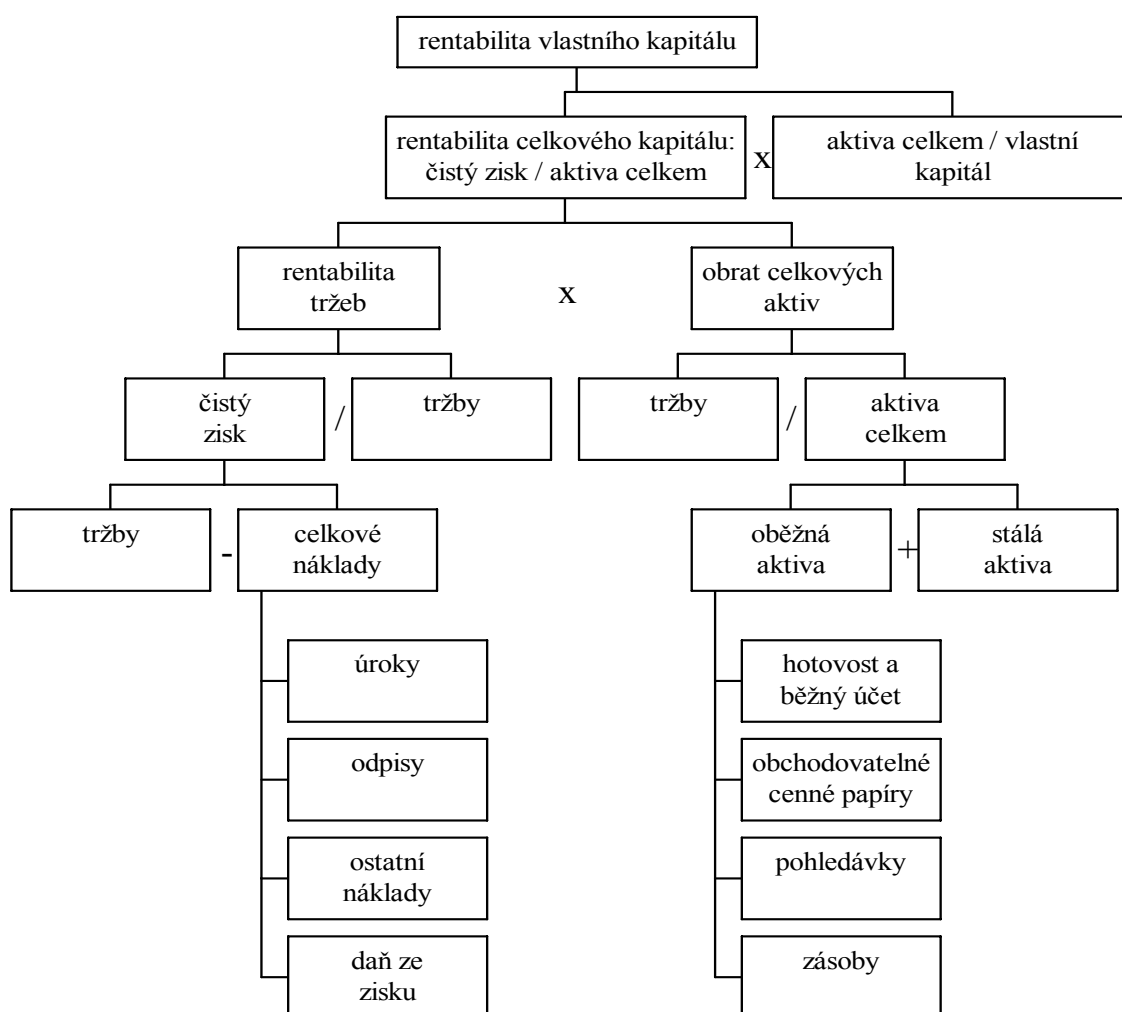 rentabilita vlastního kapitálu
rentabilita celkového kapitálu:
čistý zisk / aktiva celkem
x
aktiva celkem / vlastní
kapitál
rentabilita
tržeb
x
obrat celkových
aktiv
čistý
zisk
/
tržby
tržby
/
aktiva
celkem
tržby
-
celkové
náklady
oběžná
aktiva
+
stálá
aktiva
úroky
hotovost a
běžný účet
odpisy
obchodovatelné
cenné papíry
ostatní
náklady
pohledávky
daň ze
zisku
zásoby